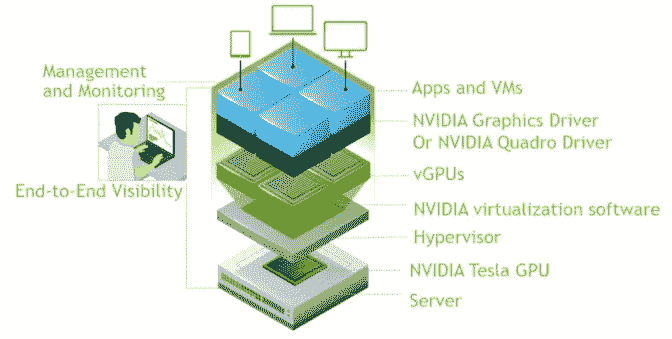 Management
and Monitoring
End-to-End Visibility
Apps and VMs
NVIDIA Graphics Driver
Or NVIDIA Quadro Driver
vGPUs
NVIDIA virtualization software
Hypervisor
NVIDIA Tesla GPU
Server